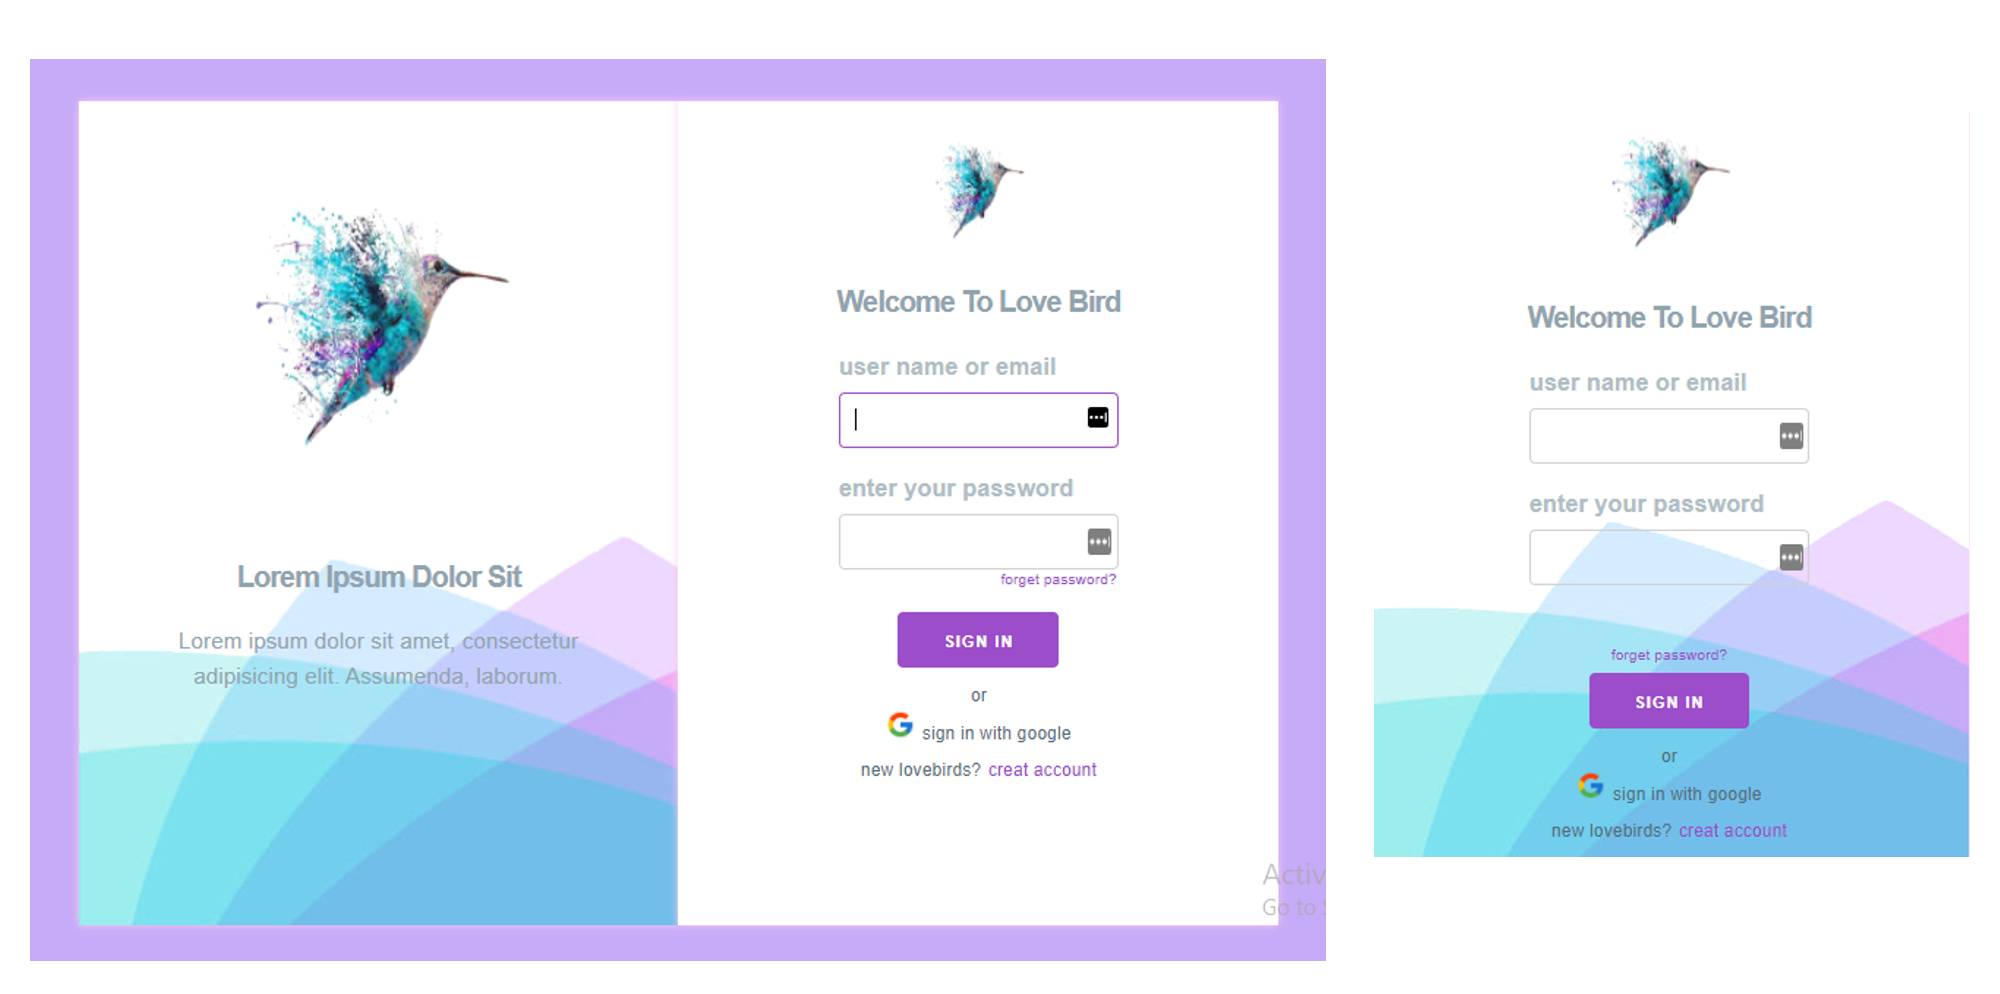 Lorem Ipsum Dolor Sit
Lorem ipsum dolor sit amet, consectetur
adipisicing elit. Assumenda, laborum.
Welcome To Love Bird
user name or email
enter your password
forget password?
SIGN IN
or
sign in with google
new lovebirds? creat account
Activ
Go to S
Welcome To Love Bird
user name or email
enter your password
forget password?
SIGN IN
or
sign in with google
new lovebirds? creat account